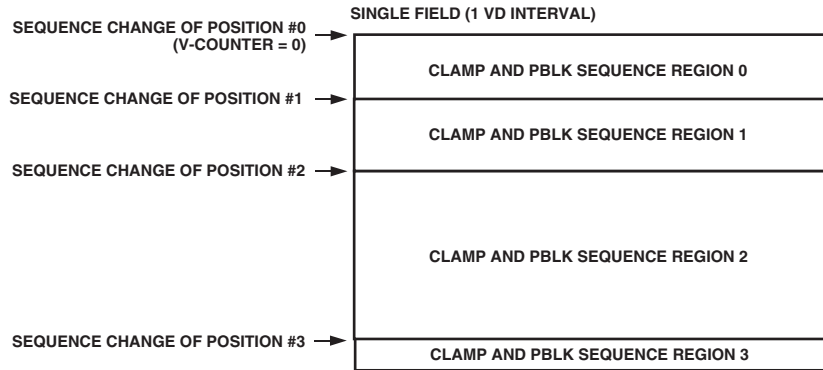 SINGLE FIELD (1 VD INTERVAL)
SEQUENCE CHANGE OF POSITION #0
(V-COUNTER = 0)
CLAMP AND PBLK SEQUENCE REGION 0
SEQUENCE CHANGE OF POSITION #1
CLAMP AND PBLK SEQUENCE REGION 1
SEQUENCE CHANGE OF POSITION #2
CLAMP AND PBLK SEQUENCE REGION 2
SEQUENCE CHANGE OF POSITION #3
CLAMP AND PBLK SEQUENCE REGION 3